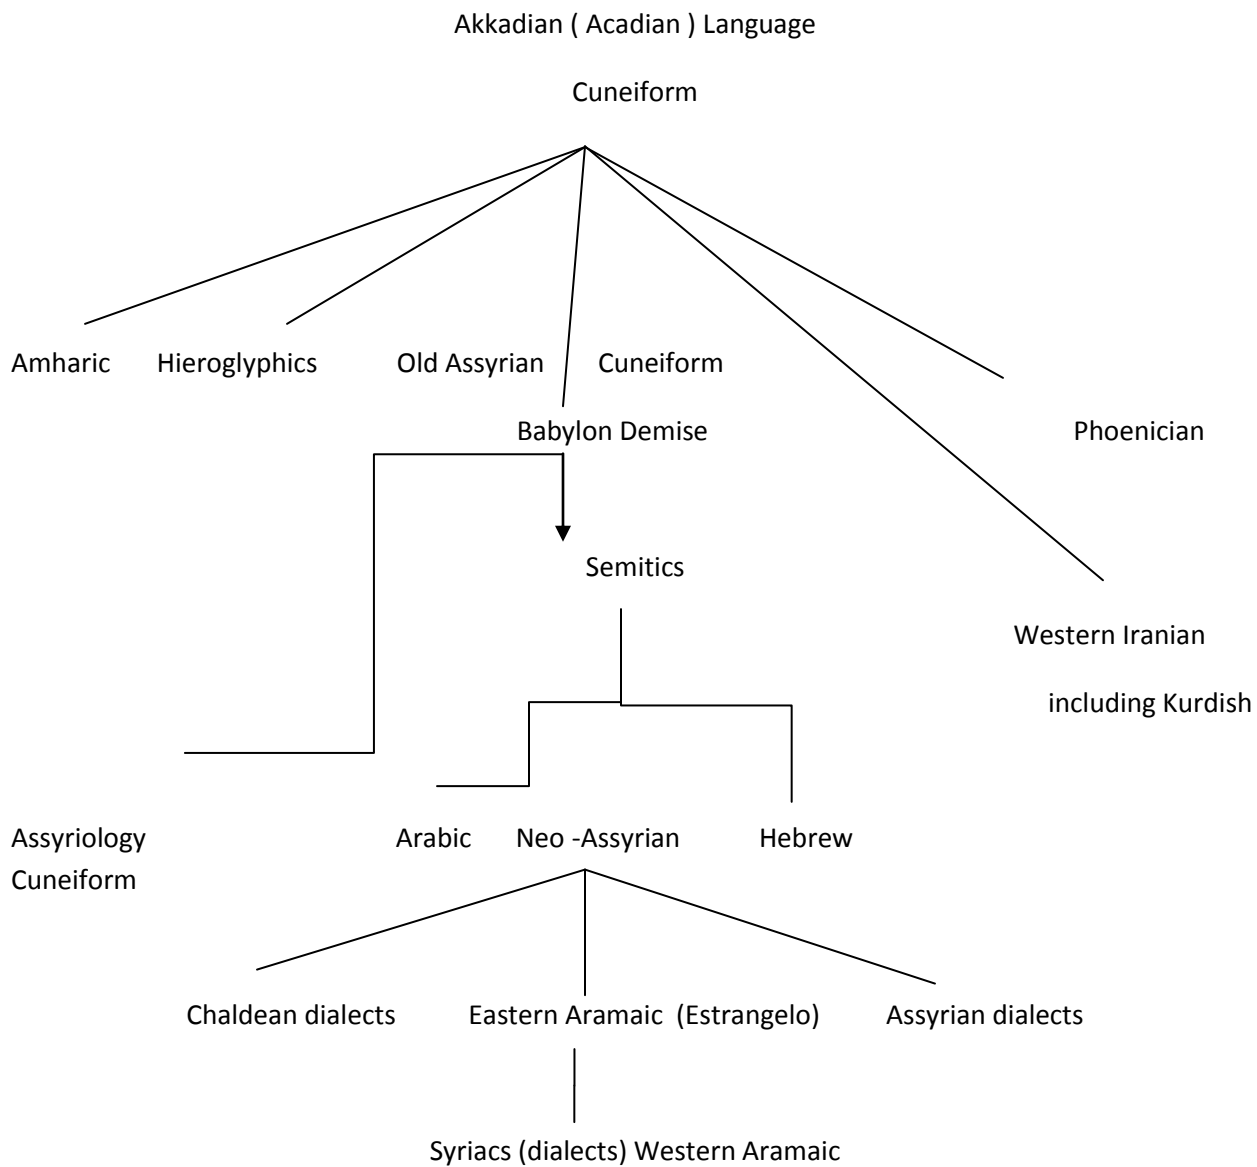 Akkadian ( Acadian ) Language
Cuneiform
Amharic Hieroglyphics Old Assyrian Cuneiform
Babylon Demise Phoenician
Semitics
Western Iranian
including Kurdish
Assyriology Arabic Neo -Assyrian Hebrew
Cuneiform
Chaldean dialects Eastern Aramaic (Estrangelo) Assyrian dialects
Syriacs (dialects) Western Aramaic